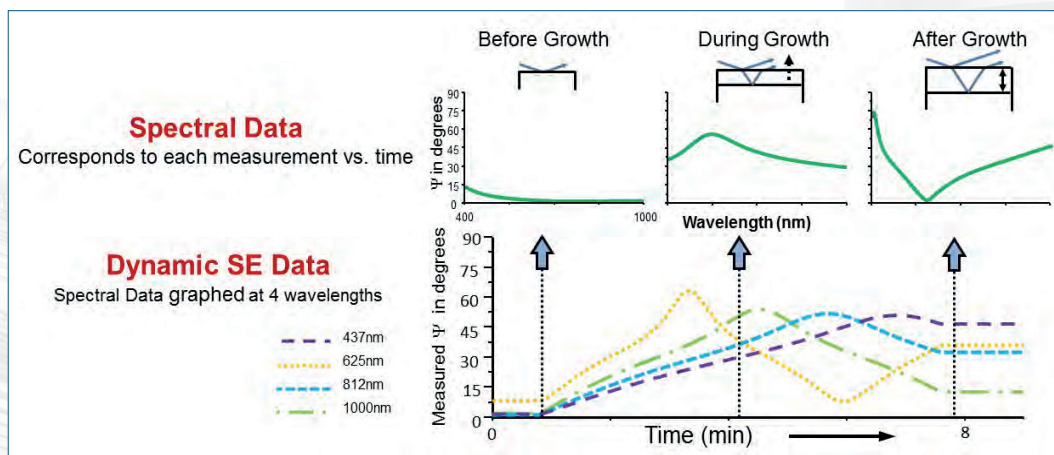 Before Growth
During Growth
After Growth
Spectral Data
Corresponds to each measurement vs. time
Ψ in degrees
90
75
60
45
30
15
0
400
1000
Wavelength (nm)
Dynamic SE Data
Spectral Data graphed at 4 wavelengths
437nm
625nm
812nm
1000nm
Measured Ψ in degrees
90
75
60
45
30
15
0
0
Time (min)
8